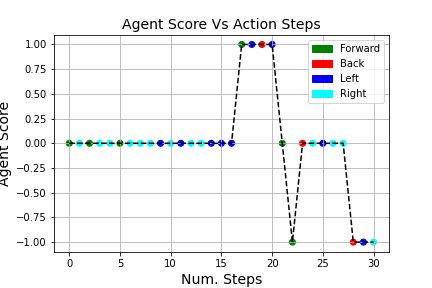 Agent Score Vs Action Steps
Agent Score
1.00
0.75
0.50
0.25
0.00
−0.25
−0.50
−0.75
−1.00
Forward
Back
Left
Right
0 5 10 15 20 25 30
Num. Steps